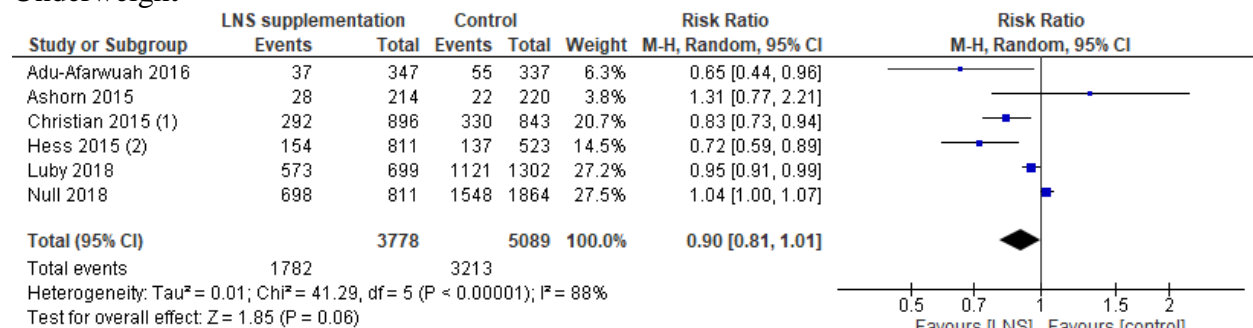 Underweight
LNS supplementation Control Risk Ratio Risk Ratio
Study or Subgroup Events Total Events Total Weight M-H, Random, 95% CI M-H, Random, 95% CI
Adu-Afarwuah 2016 37 347 55 337 6.3% 0.65 [0.44, 0.96]
Ashorn 2015 28 214 22 220 3.8% 1.31 [0.77, 2.21]
Christian 2015 (1) 292 896 330 843 20.7% 0.83 [0.73, 0.94]
Hess 2015 (2) 154 811 137 523 14.5% 0.72 [0.59, 0.89]
Luby 2018 573 699 1121 1302 27.2% 0.95 [0.91, 0.99]
Null 2018 698 811 1548 1864 27.5% 1.04 [1.00, 1.07]
Total (95% CI) 3778 5089 100.0% 0.90 [0.81, 1.01]
Total events 1782 3213
Heterogeneity: Tau² = 0.01; Chi² = 41.29, df = 5 (P < 0.00001); I² = 88%
Test for overall effect: Z = 1.85 (P = 0.06)
0.5 0.7 1 1.5 2
Favours [LNS] Favours [control]